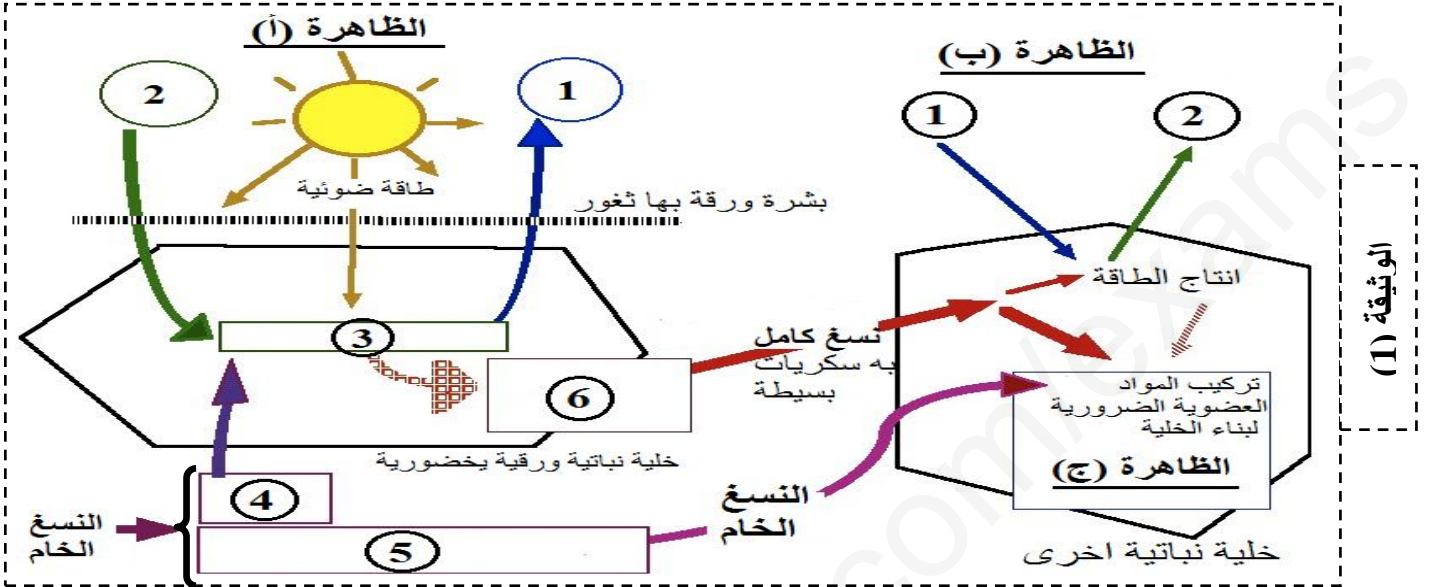 الظاهرة (أ)
الظاهرة (ب)
2
1
1
2
طاقة ضوئية
بشرة ورقة بها ثغور
انتاج الطاقة
3
نسغ كامل
به سكريات
بسيطة
6
تركيب المواد
العضوية الضرورية
لبناء الخلية
الظاهرة (ج)
خلية نباتية ورقية يخضورية
4
النسغ
الخام
5
النسغ
الخام
خلية نباتية اخرى
الوثيقة (1)
com/exams